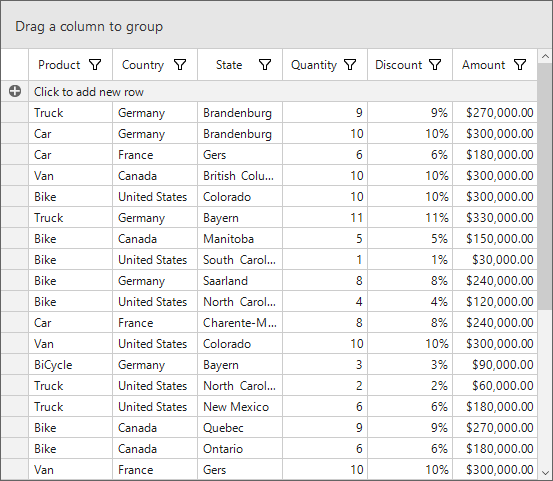 Drag a column to group
Product Country State Quantity Discount Amount
Click to add new row
Truck Germany Brandenburg 9 9% $270,000.00
Car Germany Brandenburg 10 10% $300,000.00
Car France Gers 6 6% $180,000.00
Van Canada British Colu... 10 10% $300,000.00
Bike United States Colorado 10 10% $300,000.00
Truck Germany Bayern 11 11% $330,000.00
Bike Canada Manitoba 5 5% $150,000.00
Bike United States South Carol... 1 1% $30,000.00
Bike Germany Saarland 8 8% $240,000.00
Bike United States North Carol... 4 4% $120,000.00
Car France Charente-M... 8 8% $240,000.00
Van United States Colorado 10 10% $300,000.00
BiCycle Germany Bayern 3 3% $90,000.00
Truck United States North Carol... 2 2% $60,000.00
Truck United States New Mexico 6 6% $180,000.00
Bike Canada Quebec 9 9% $270,000.00
Bike Canada Ontario 6 6% $180,000.00
Van France Gers 10 10% $300,000.00